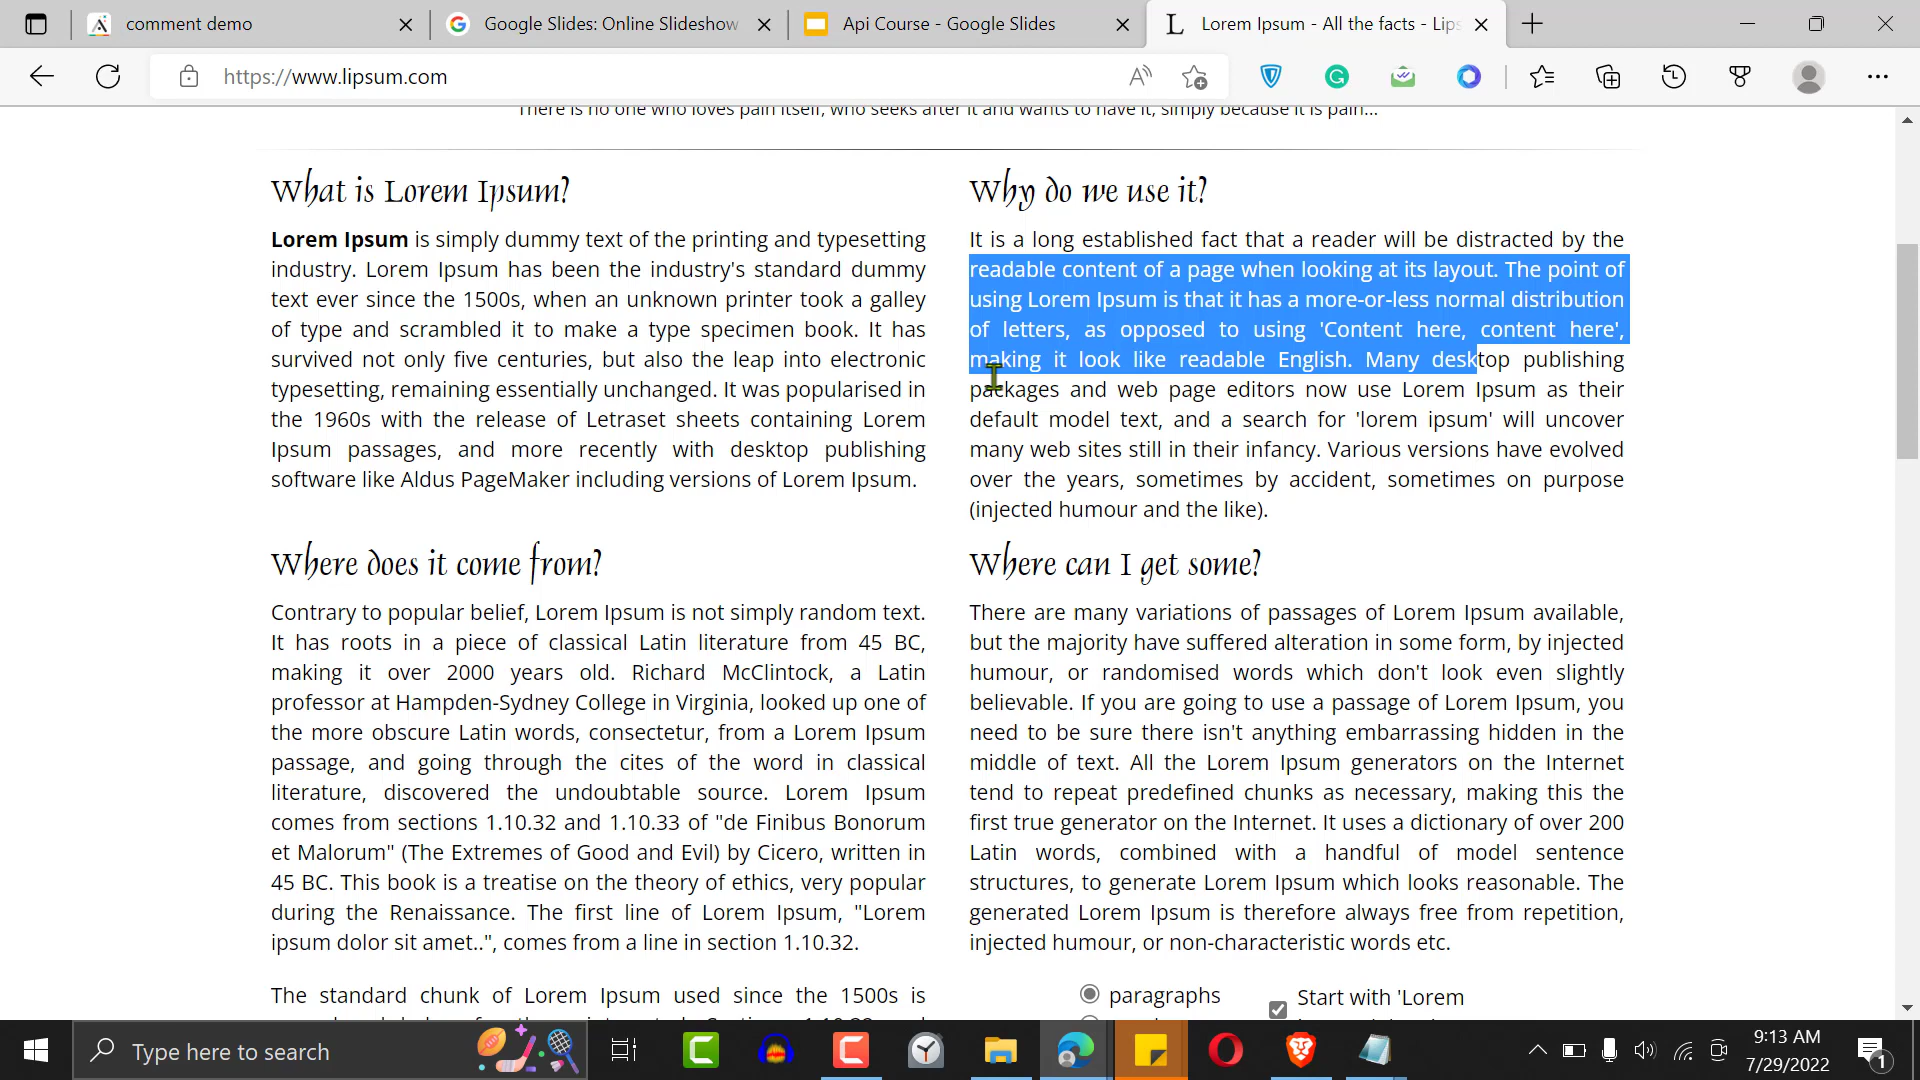 comment demo
Google Slides: Online Slideshow
Api Course - Google Slides
Lorem Ipsum - All the facts - Lips
https://www.lipsum.com
There is no one who loves pain itself, who seeks after it and wants to have it, simply because it is pain...
What is Lorem Ipsum?
Lorem Ipsum is simply dummy text of the printing and typesetting
industry. Lorem Ipsum has been the industry's standard dummy
text ever since the 1500s, when an unknown printer took a galley
of type and scrambled it to make a type specimen book. It has
survived not only five centuries, but also the leap into electronic
typesetting, remaining essentially unchanged. It was popularised in
the 1960s with the release of Letraset sheets containing Lorem
Ipsum passages, and more recently with desktop publishing
software like Aldus PageMaker including versions of Lorem Ipsum.
Why do we use it?
It is a long established fact that a reader will be distracted by the
readable content of a page when looking at its layout. The point of
using Lorem Ipsum is that it has a more-or-less normal distribution
of letters, as opposed to using 'Content here, content here',
making it look like readable English. Many desktop publishing
packages and web page editors now use Lorem Ipsum as their
default model text, and a search for 'lorem ipsum' will uncover
many web sites still in their infancy. Various versions have evolved
over the years, sometimes by accident, sometimes on purpose
(injected humour and the like).
Where does it come from?
Contrary to popular belief, Lorem Ipsum is not simply random text.
It has roots in a piece of classical Latin literature from 45 BC,
making it over 2000 years old. Richard McClintock, a Latin
professor at Hampden-Sydney College in Virginia, looked up one of
the more obscure Latin words, consectetur, from a Lorem Ipsum
passage, and going through the cites of the word in classical
literature, discovered the undoubtable source. Lorem Ipsum
comes from sections 1.10.32 and 1.10.33 of "de Finibus Bonorum
et Malorum" (The Extremes of Good and Evil) by Cicero, written in
45 BC. This book is a treatise on the theory of ethics, very popular
during the Renaissance. The first line of Lorem Ipsum, "Lorem
ipsum dolor sit amet..", comes from a line in section 1.10.32.
The standard chunk of Lorem Ipsum used since the 1500s is
Where can I get some?
There are many variations of passages of Lorem Ipsum available,
but the majority have suffered alteration in some form, by injected
humour, or randomised words which don't look even slightly
believable. If you are going to use a passage of Lorem Ipsum, you
need to be sure there isn't anything embarrassing hidden in the
middle of text. All the Lorem Ipsum generators on the Internet
tend to repeat predefined chunks as necessary, making this the
first true generator on the Internet. It uses a dictionary of over 200
Latin words, combined with a handful of model sentence
structures, to generate Lorem Ipsum which looks reasonable. The
generated Lorem Ipsum is therefore always free from repetition,
injected humour, or non-characteristic words etc.
paragraphs
Start with 'Lorem
Type here to search
9:13 AM
7/29/2022
1